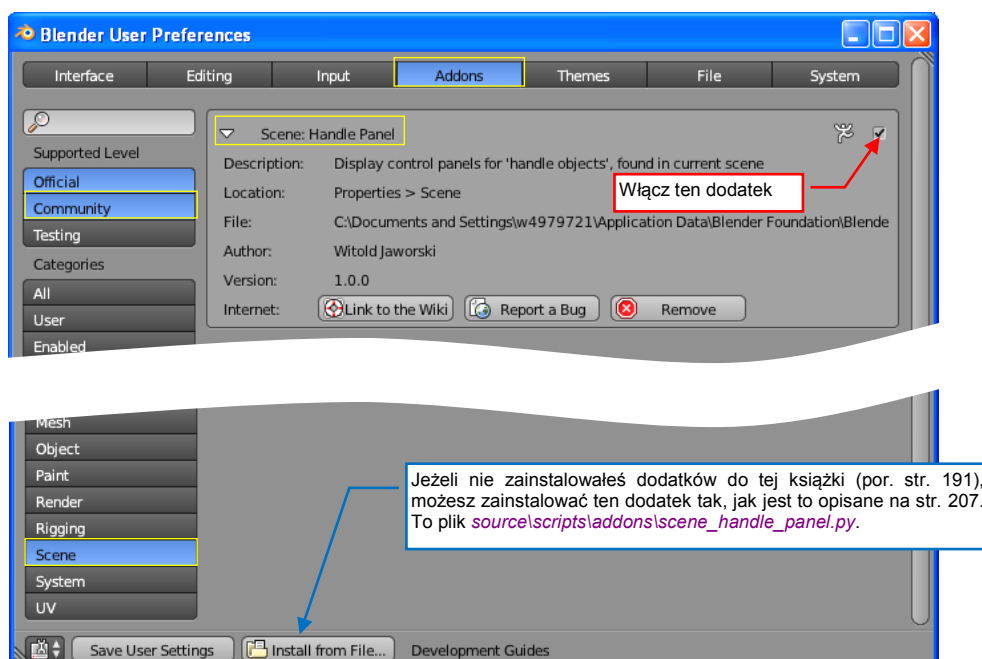 Blender User Preferences
Interface Editing Input Addons Themes File System
Supported Level
Official
Community
Testing
Categories
All
User
Enabled
Scene: Handle Panel
Description: Display control panels for 'handle objects', found in current scene
Location: Properties > Scene
File: C:\Documents and Settings\w4979721\Application Data\Blender Foundation\Blende
Author: Witold Jaworski
Version: 1.0.0
Internet: Link to the Wiki Report a Bug Remove
Włącz ten dodatek
Mesh
Object
Paint
Render
Rigging
Scene
System
UV
Jeżeli nie zainstalowałeś dodatków do tej książki (por. str. 191),
możesz zainstalować ten dodatek tak, jak jest to opisane na str. 207.
To plik source\scripts\addons\scene_handle_panel.py.
Save User Settings Install from File... Development Guides